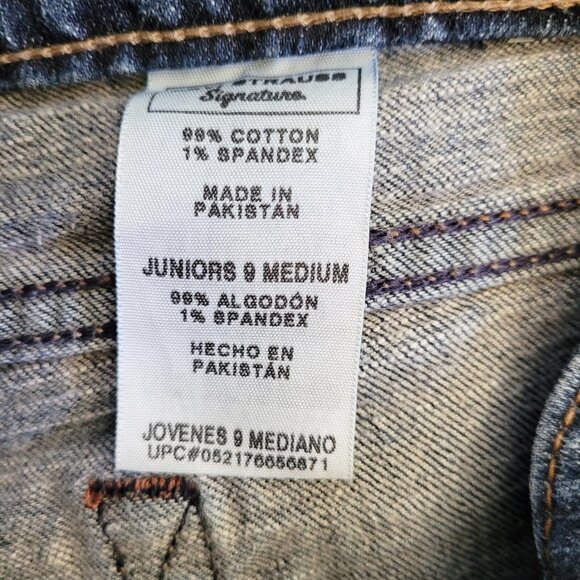 STRAUSS
Signature
99% COTTON
1% SPANDEX
MADE IN
PAKISTAN
JUNIORS 9 MEDIUM
99% ALGODÓN
1% SPANDEX
HECHO EN
PAKISTÁN
JOVENES 9 MEDIANO
UPC#052176656871